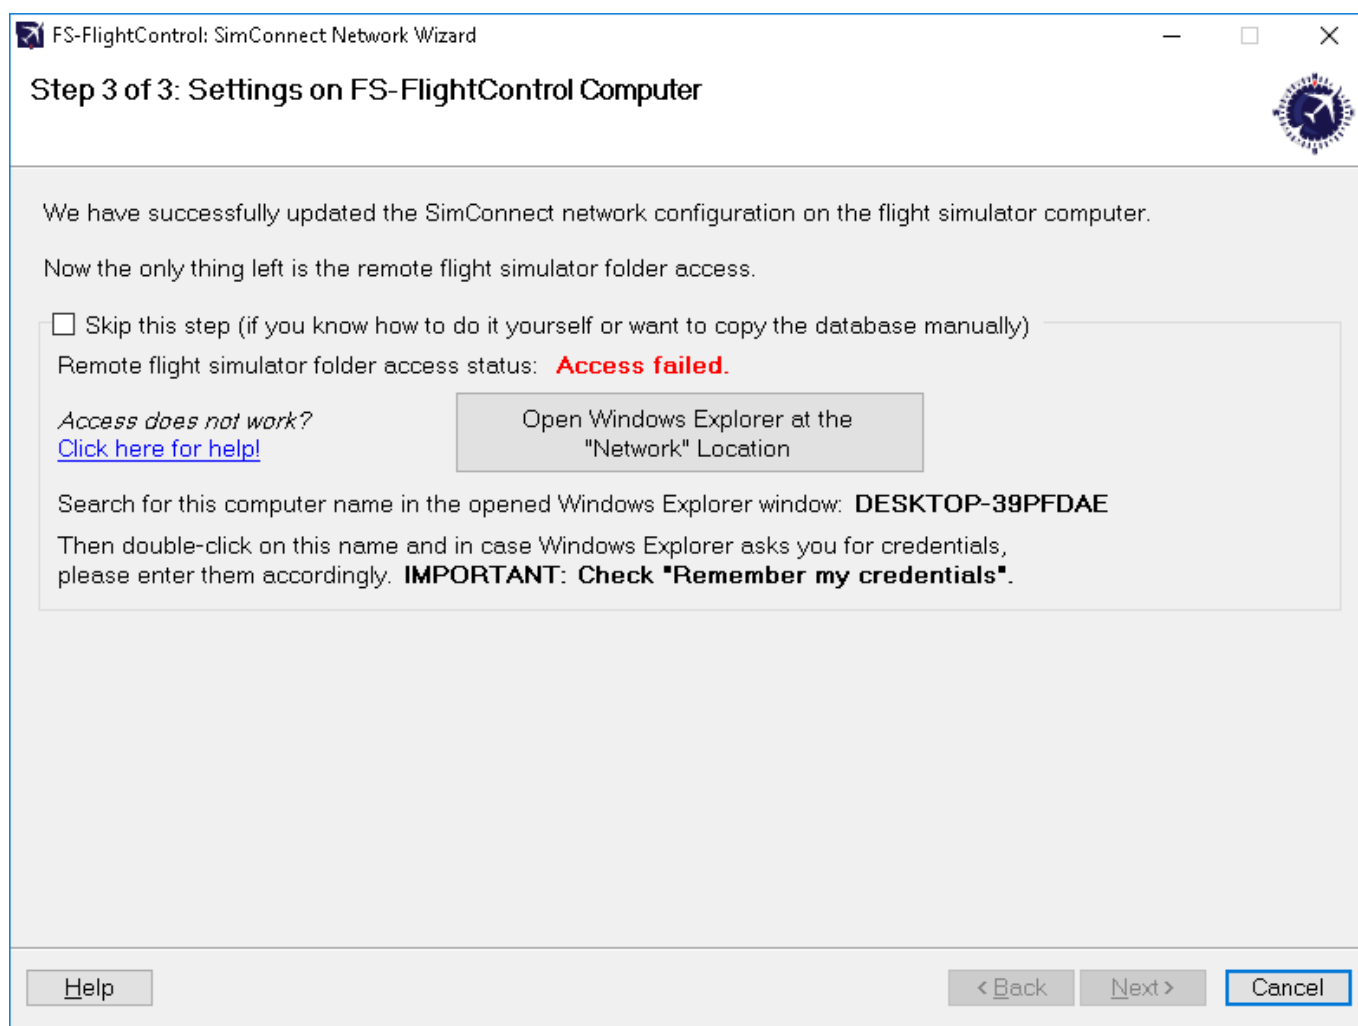 FS-FlightControl: SimConnect Network Wizard
Step 3 of 3: Settings on FS-FlightControl Computer
We have successfully updated the SimConnect network configuration on the flight simulator computer.
Now the only thing left is the remote flight simulator folder access.
Skip this step (if you know how to do it yourself or want to copy the database manually)
Remote flight simulator folder access status: Access failed.
Access does not work?
Click here for help!
Open Windows Explorer at the
"Network" Location
Search for this computer name in the opened Windows Explorer window: DESKTOP-39PFDAE
Then double-click on this name and in case Windows Explorer asks you for credentials,
please enter them accordingly. IMPORTANT: Check "Remember my credentials".
Help
< Back
Next >
Cancel